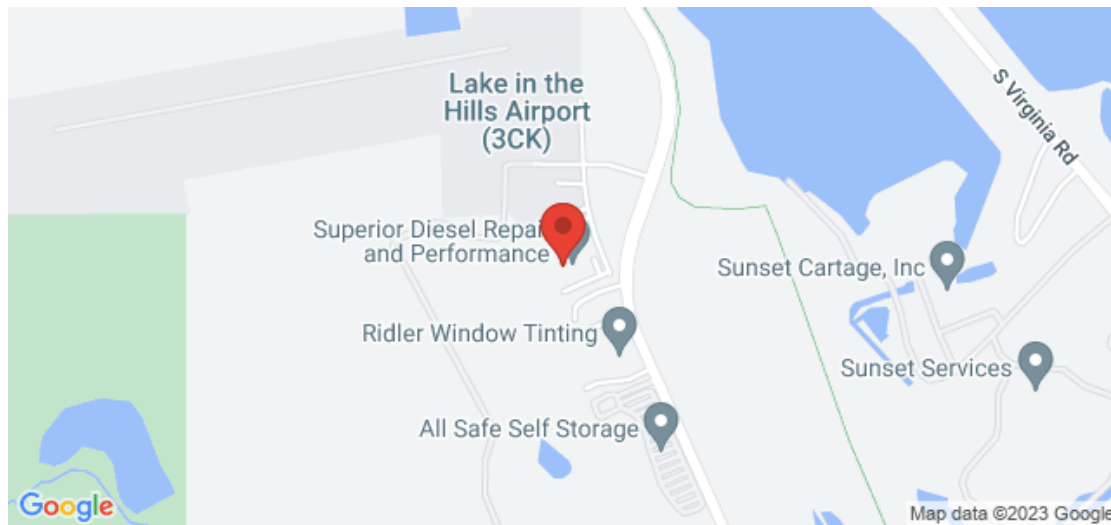 Lake in the
Hills Airport
(3CK)
S Virginia Rd
Superior Diesel Repair
and Performance
Sunset Cartage, Inc
Ridler Window Tinting
Sunset Services
All Safe Self Storage
Google
Map data ©2023 Google